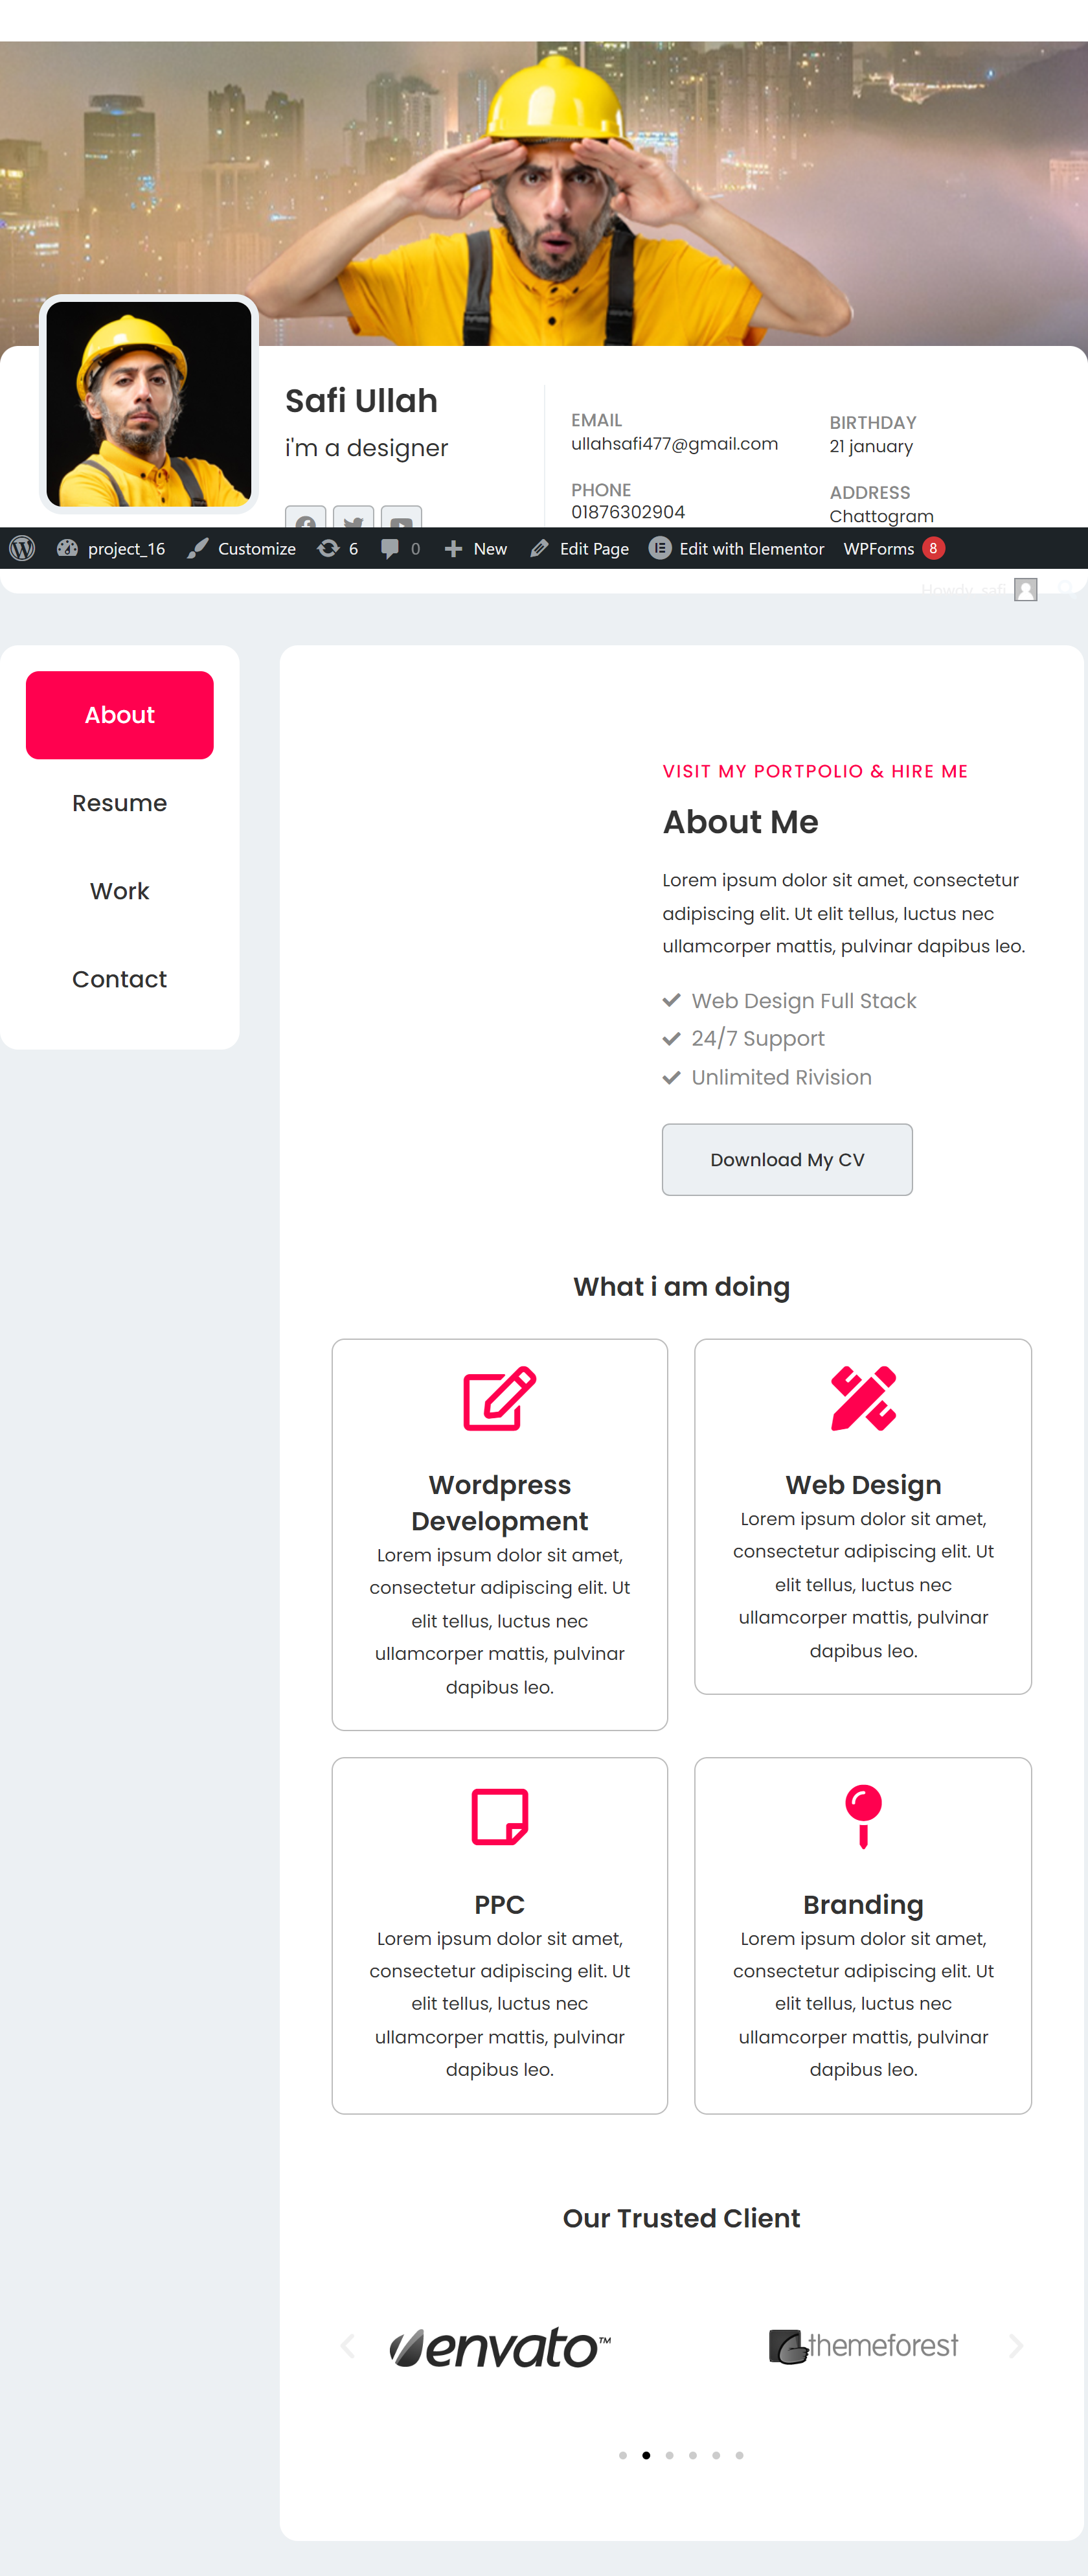 Safi Ullah
i'm a designer
EMAIL
ullahsafi477@gmail.com
PHONE
01876302904
BIRTHDAY
21 january
ADDRESS
Chattogram
project_16 Customize 6 0 New Edit Page Edit with Elementor WPForms 8
Howdy, safi
About
Resume
Work
Contact
VISIT MY PORTPOLIO & HIRE ME
About Me
Lorem ipsum dolor sit amet, consectetur
adipiscing elit. Ut elit tellus, luctus nec
ullamcorper mattis, pulvinar dapibus leo.
Web Design Full Stack
24/7 Support
Unlimited Rivision
Download My CV
What i am doing
Wordpress
Development
Lorem ipsum dolor sit amet,
consectetur adipiscing elit. Ut
elit tellus, luctus nec
ullamcorper mattis, pulvinar
dapibus leo.
Web Design
Lorem ipsum dolor sit amet,
consectetur adipiscing elit. Ut
elit tellus, luctus nec
ullamcorper mattis, pulvinar
dapibus leo.
PPC
Lorem ipsum dolor sit amet,
consectetur adipiscing elit. Ut
elit tellus, luctus nec
ullamcorper mattis, pulvinar
dapibus leo.
Branding
Lorem ipsum dolor sit amet,
consectetur adipiscing elit. Ut
elit tellus, luctus nec
ullamcorper mattis, pulvinar
dapibus leo.
Our Trusted Client
envato™
themeforest